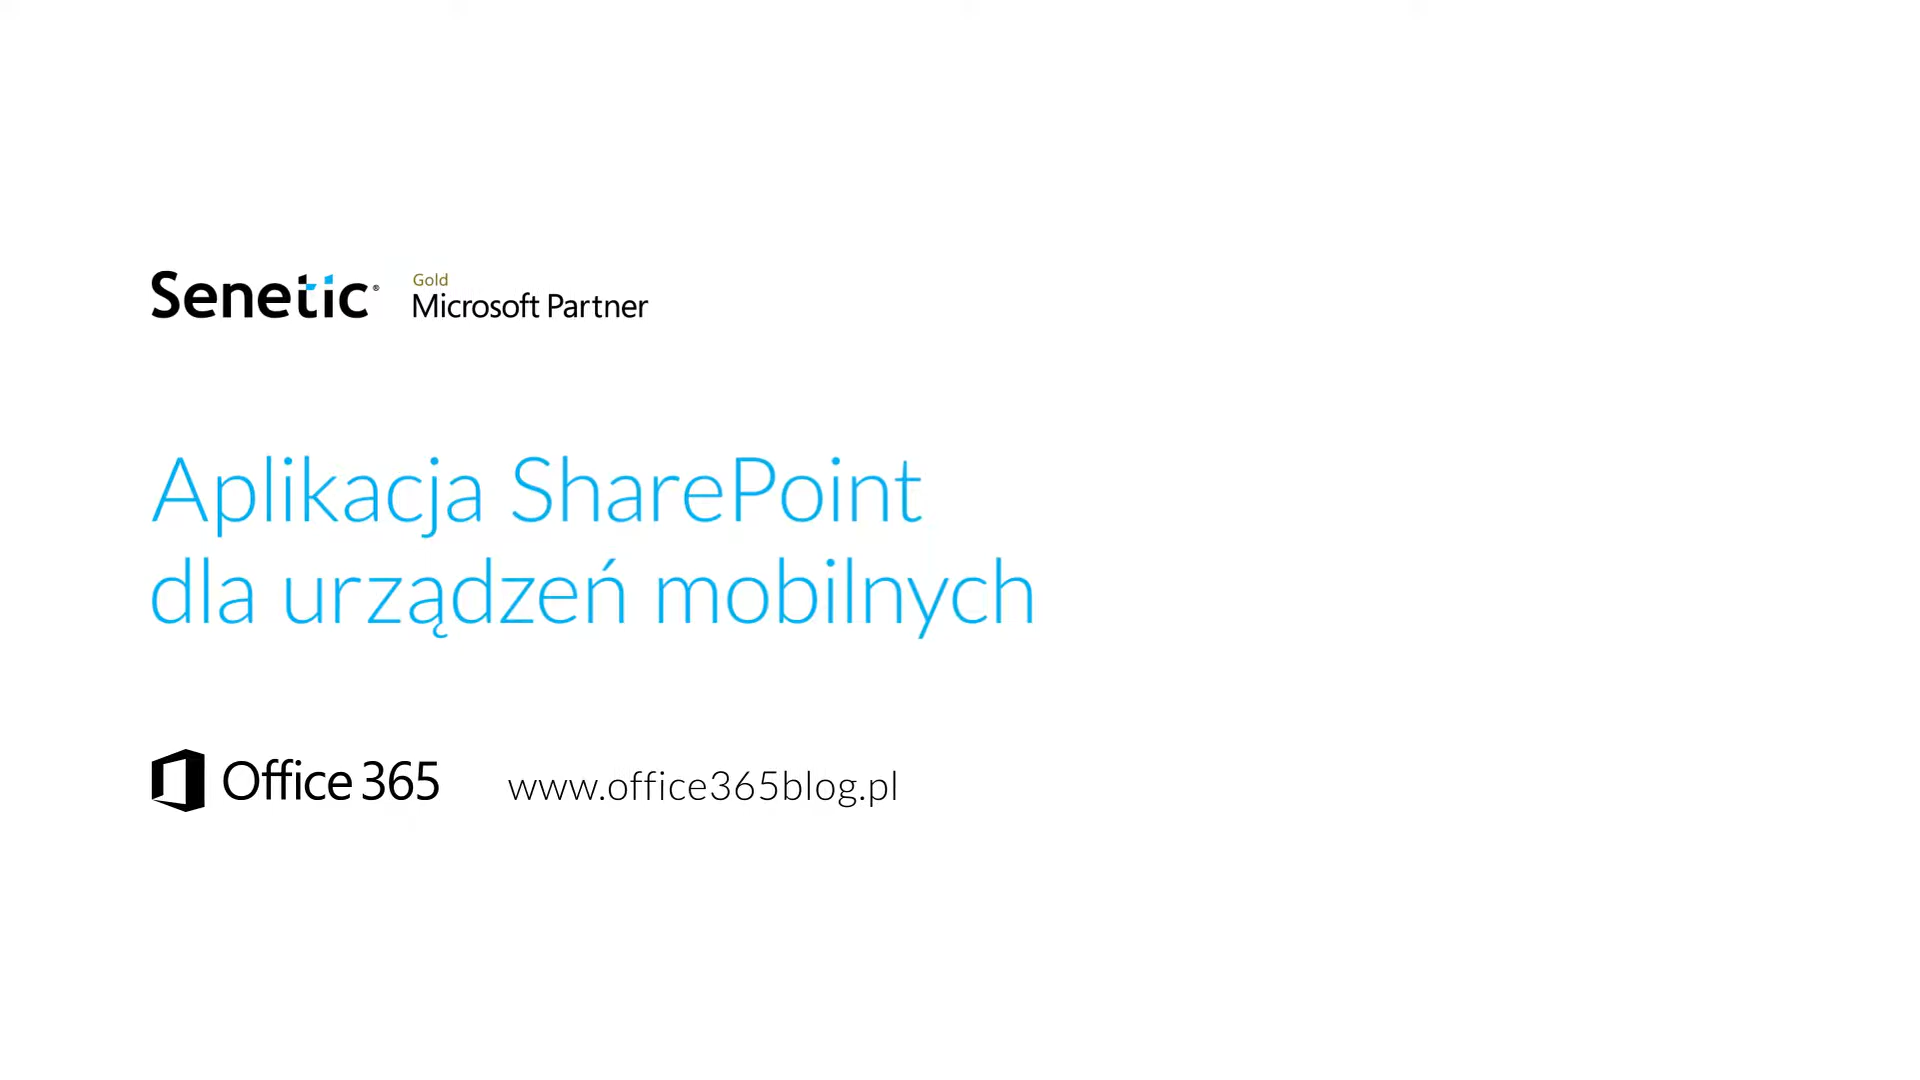 Senetic®
Gold
Microsoft Partner
Aplikacja SharePoint
dla urządzeń mobilnych
Office 365
www.office365blog.pl